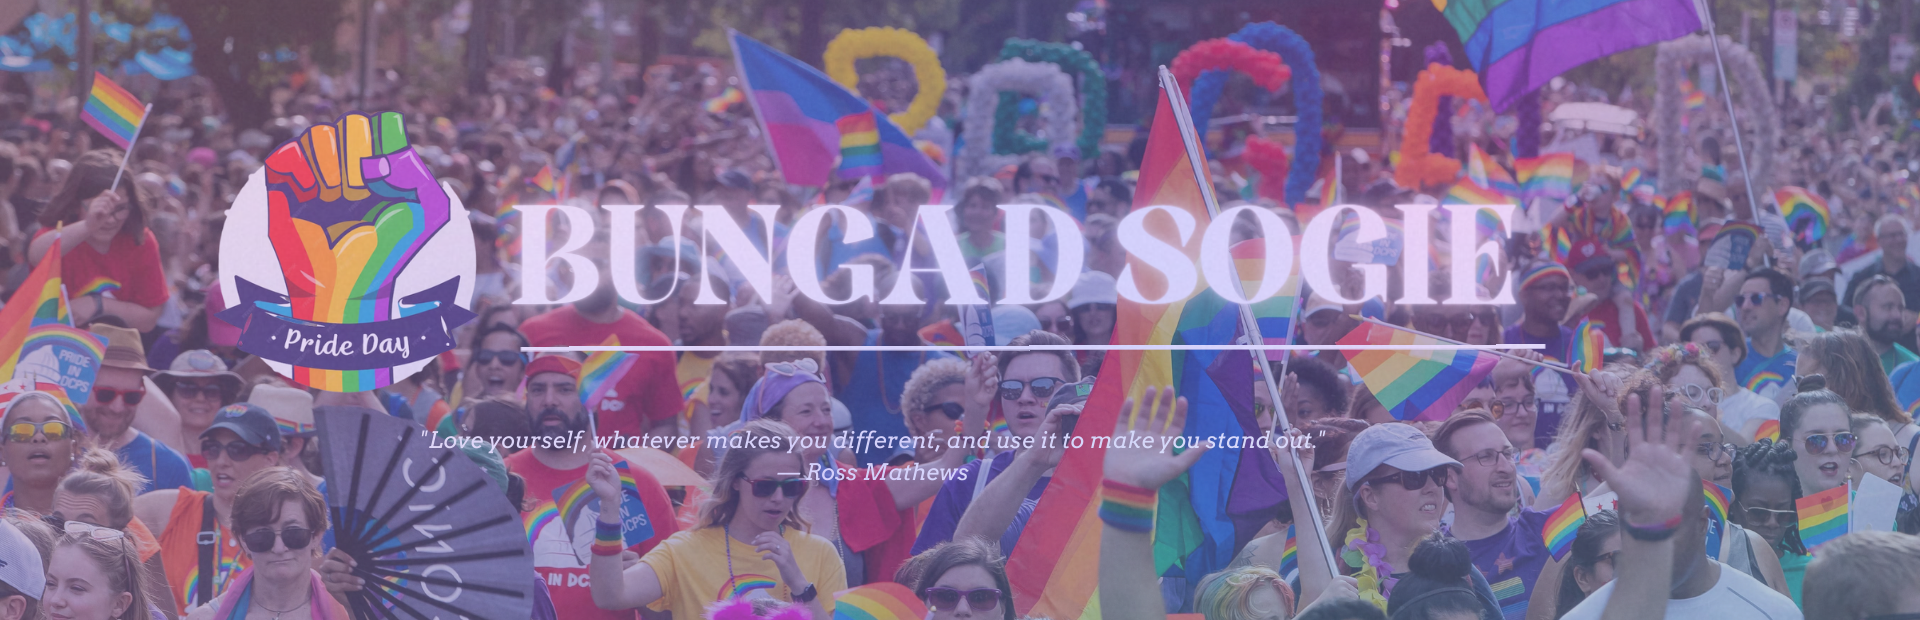 BUNGAD SOGIE
· Pride Day ·
"Love yourself, whatever makes you different, and use it to make you stand out."
— Ross Mathews
PRIDE
IN
DCPS
IN DC